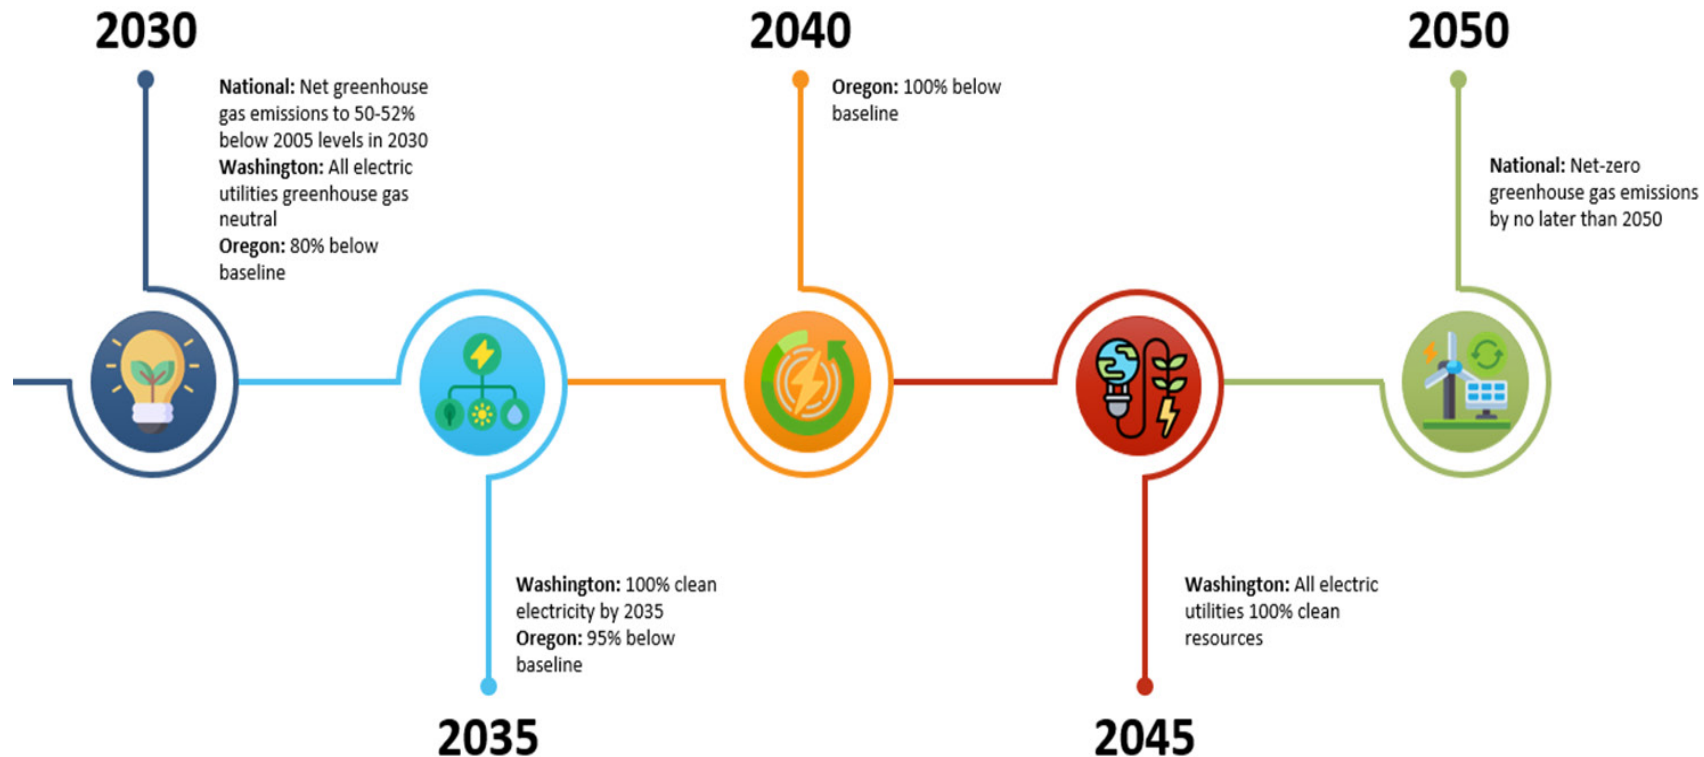 2030
National: Net greenhouse
gas emissions to 50-52%
below 2005 levels in 2030
Washington: All electric
utilities greenhouse gas
neutral
Oregon: 80% below
baseline
2035
Washington: 100% clean
electricity by 2035
Oregon: 95% below
baseline
2040
Oregon: 100% below
baseline
2045
Washington: All electric
utilities 100% clean
resources
2050
National: Net-zero
greenhouse gas emissions
by no later than 2050